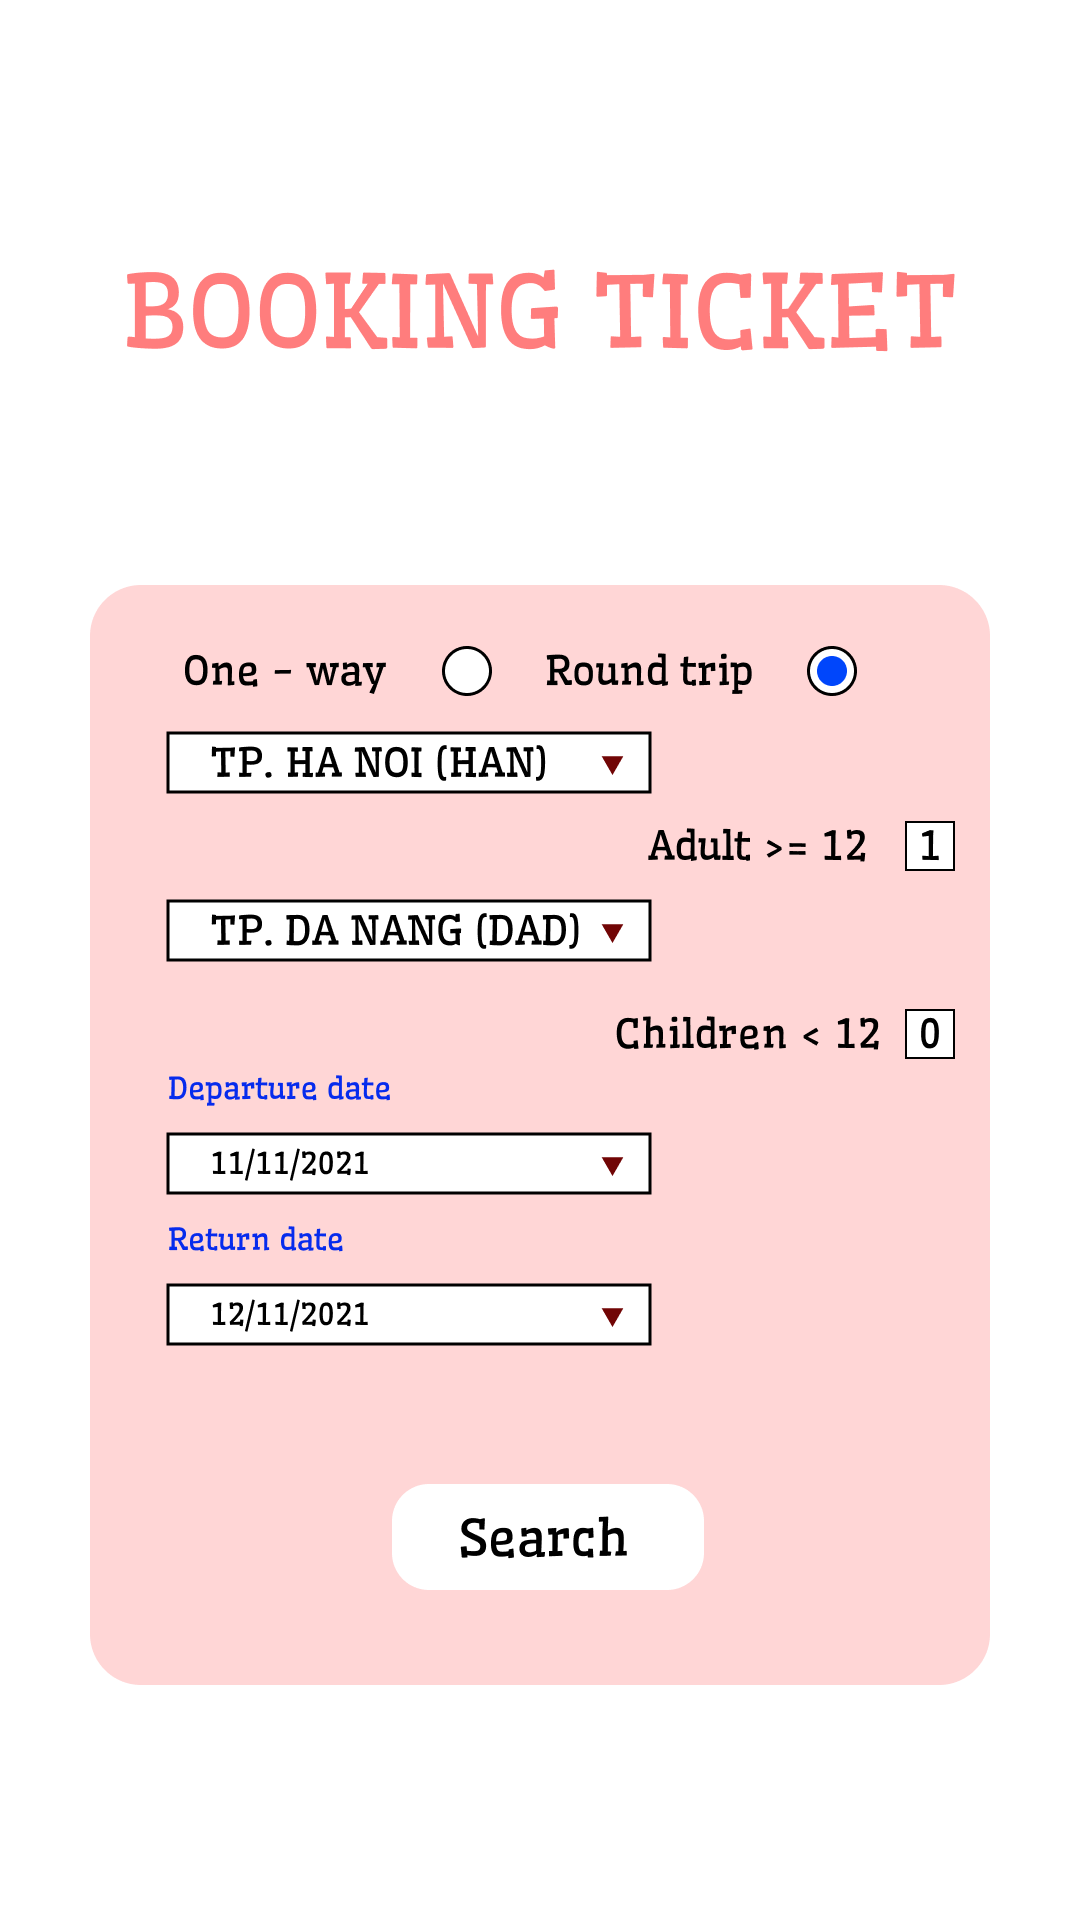 BOOKING TICKET
One - way Round trip
TP. HA NOI (HAN)
Adult >= 12 1
TP. DA NANG (DAD)
Children < 12 0
Departure date
11/11/2021
Return date
12/11/2021
Search